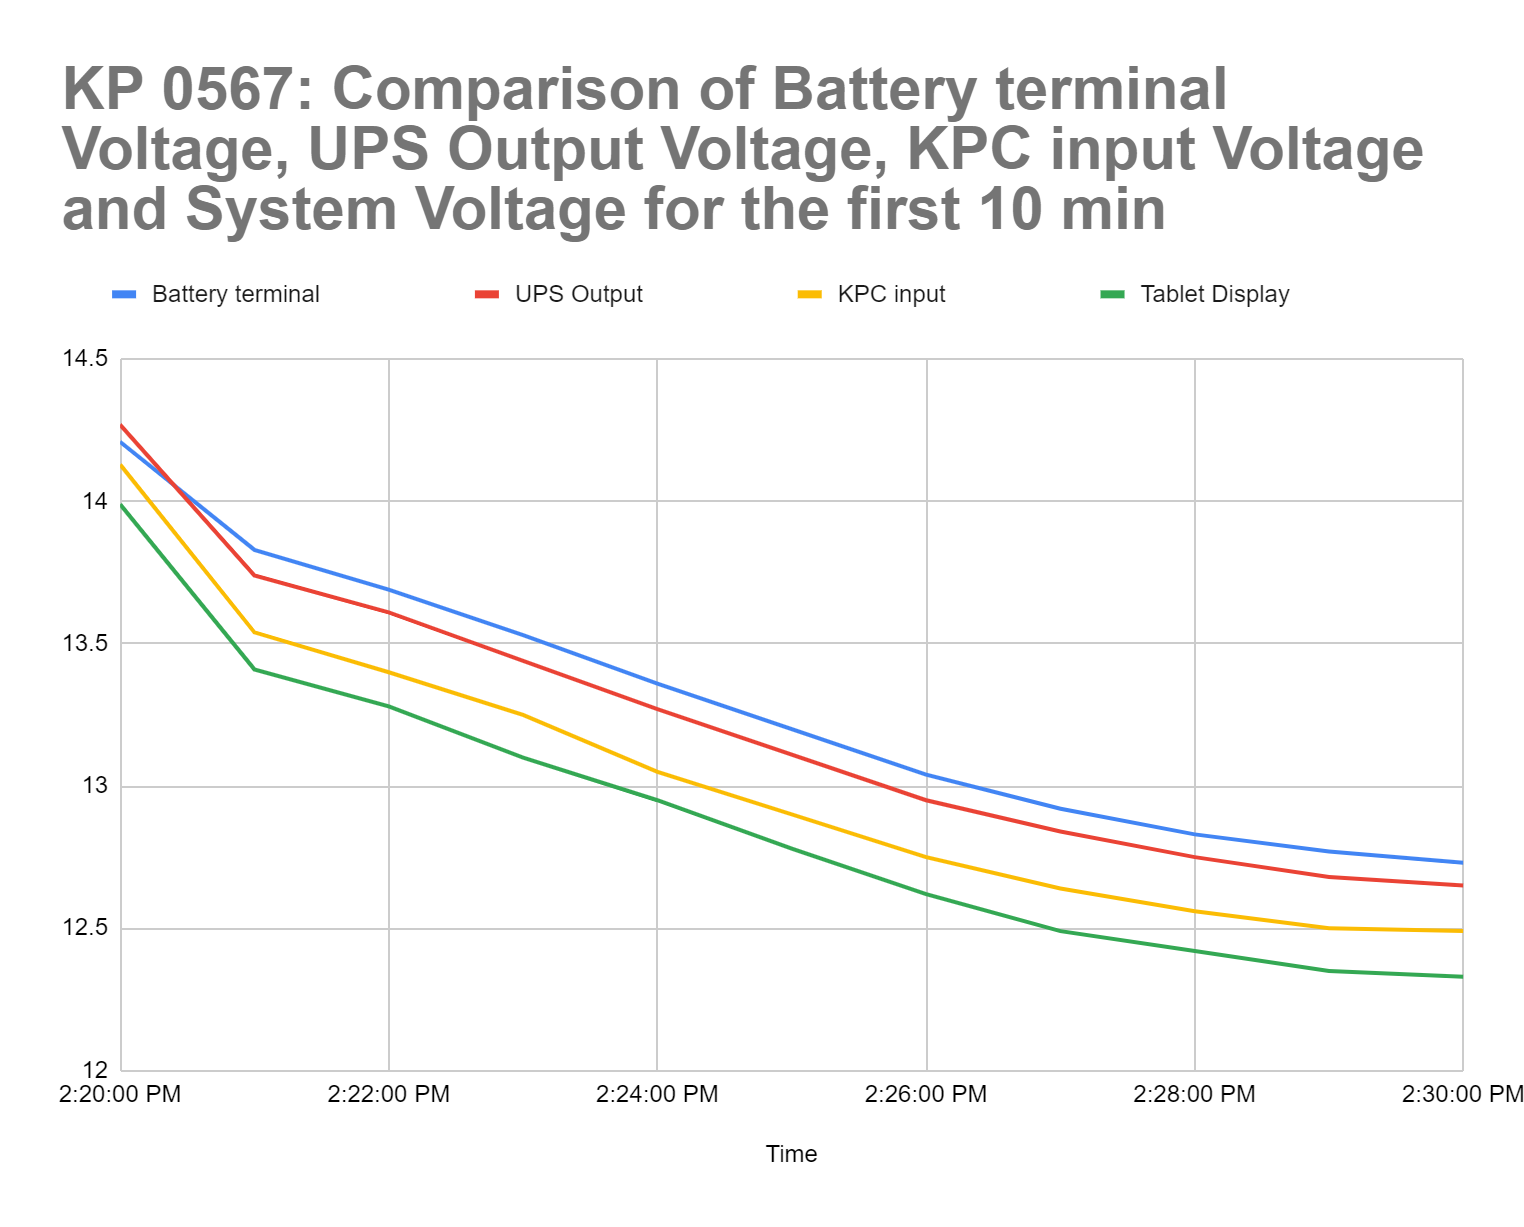 KP 0567: Comparison of Battery terminal
Voltage, UPS Output Voltage, KPC input Voltage
and System Voltage for the first 10 min
Battery terminal
UPS Output
KPC input
Tablet Display
14.5
14
13.5
13
12.5
12
2:20:00 PM
2:22:00 PM
2:24:00 PM
2:26:00 PM
2:28:00 PM
2:30:00 PM
Time